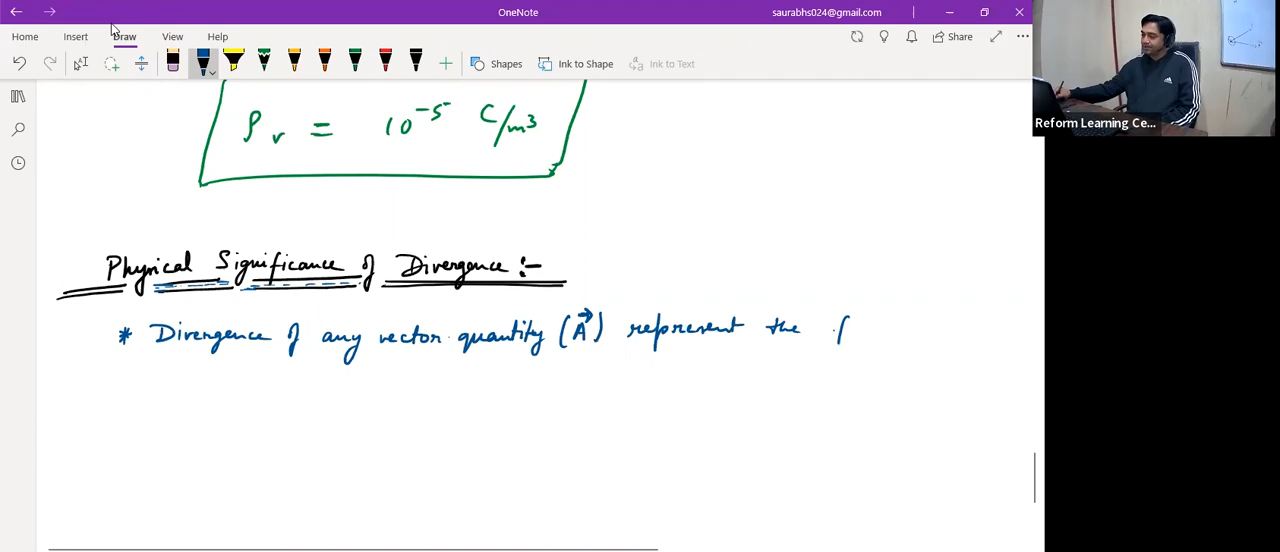 OneNote
saurabhs024@gmail.com
Home Insert Draw View Help
Share
Shapes Ink to Shape Ink to Text
ρv = 10^-5 C/m^3
Reform Learning Ce...
Physical Significance of Divergence :-
* Divergence of any vector quantity (A⃗) represent the